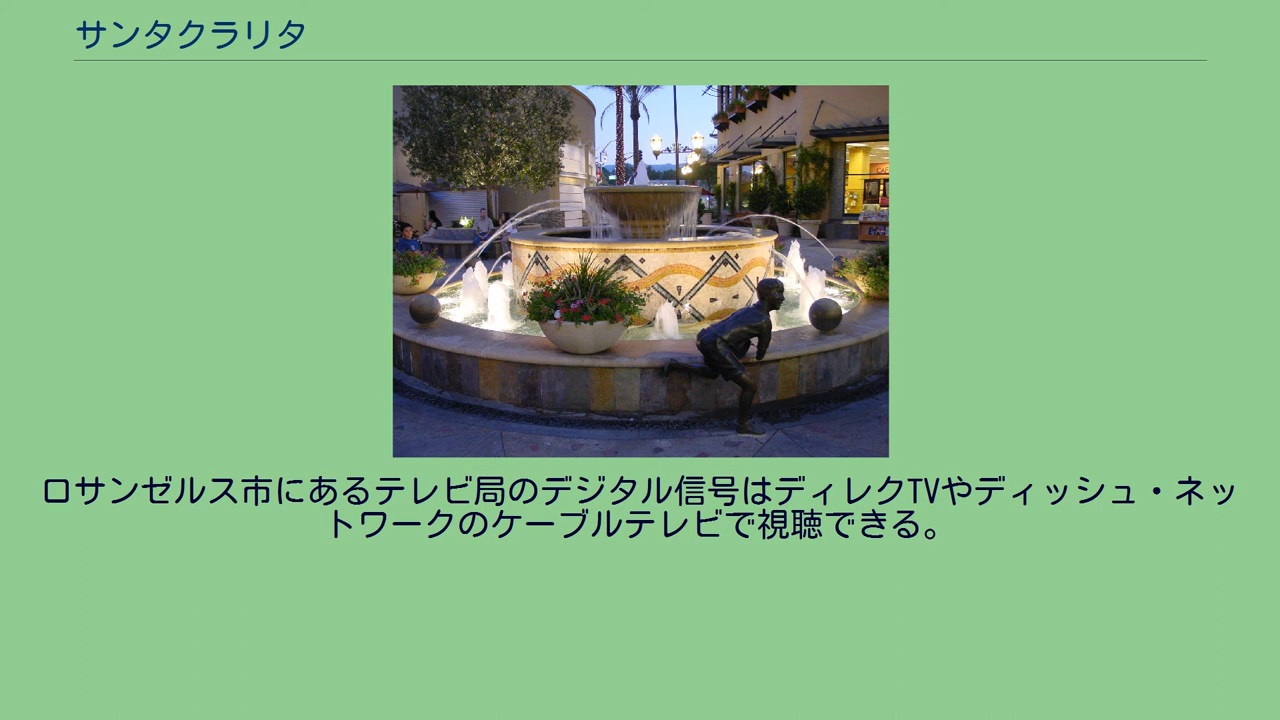 サンタクラリタ
ロサンゼルス市にあるテレビ局のデジタル信号はディレクTVやディッシュ・ネッ
トワークのケーブルテレビで視聴できる。